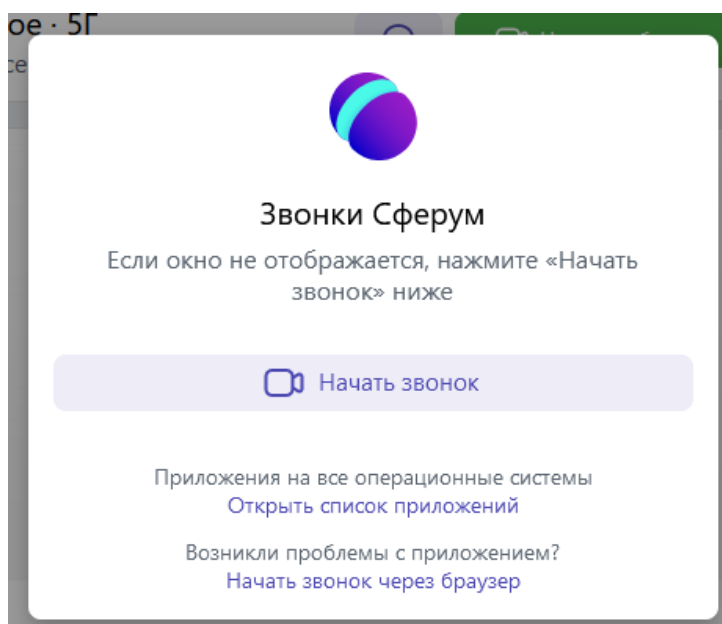 ое · 5Г
се
Звонки Сферум
Если окно не отображается, нажмите «Начать
звонок» ниже
Начать звонок
Приложения на все операционные системы
Открыть список приложений
Возникли проблемы с приложением?
Начать звонок через браузер